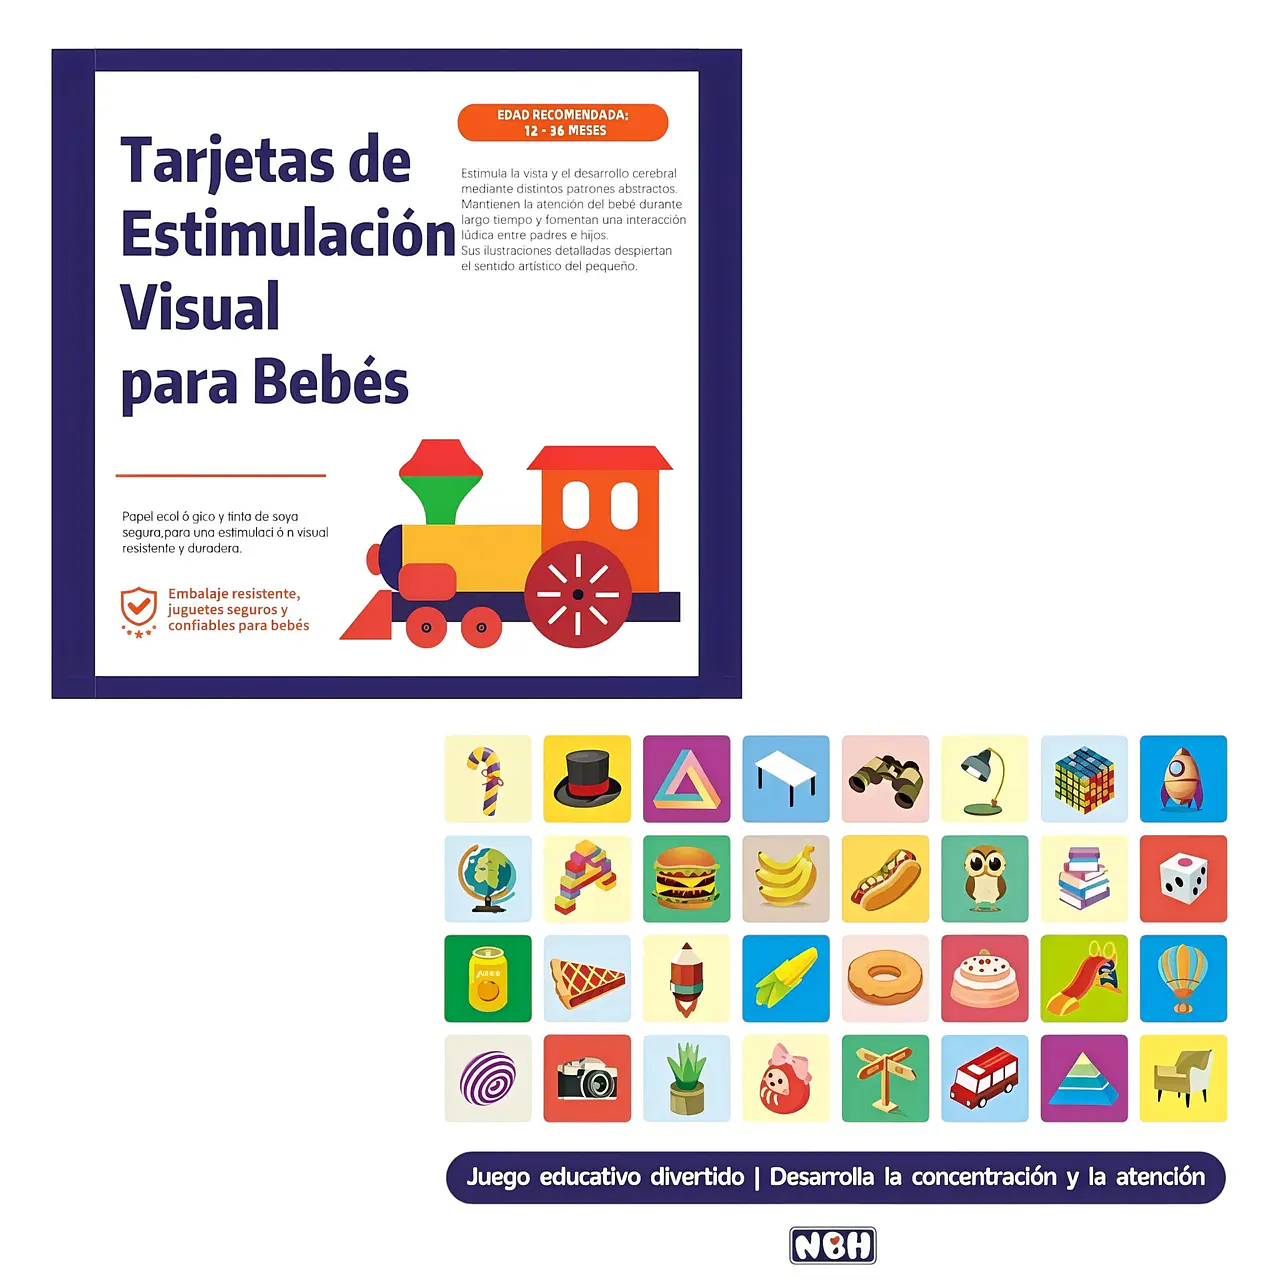 Tarjetas de
Estimulación
Visual
para Bebés
EDAD RECOMENDADA:
12 - 36 MESES
Estimula la vista y el desarrollo cerebral
mediante distintos patrones abstractos.
Mantienen la atención del bebé durante
largo tiempo y fomentan una interacción
lúdica entre padres e hijos.
Sus ilustraciones detalladas despiertan
el sentido artístico del pequeño.
Papel ecol ó gico y tinta de soya
segura,para una estimulaci ó n visual
resistente y duradera.
Embalaje resistente,
juguetes seguros y
confiables para bebés
Juego educativo divertido | Desarrolla la concentración y la atención
NBH